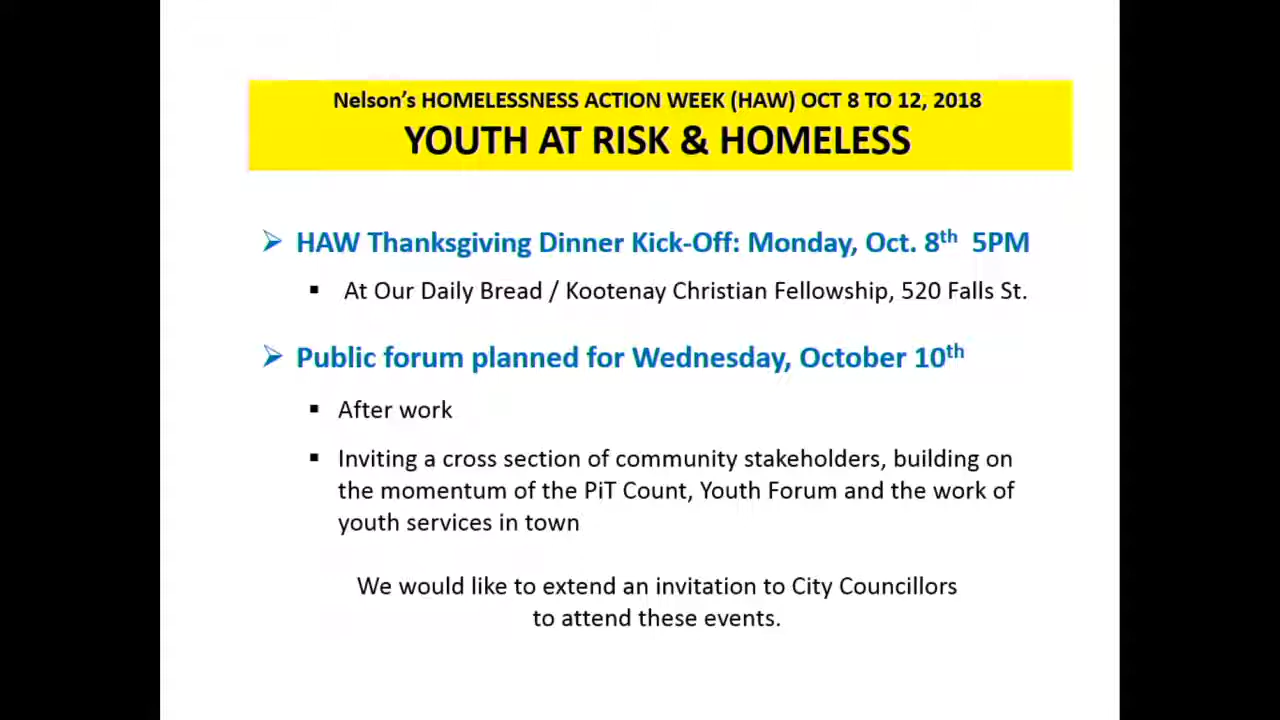 Nelson's HOMELESSNESS ACTION WEEK (HAW) OCT 8 TO 12, 2018
YOUTH AT RISK & HOMELESS
HAW Thanksgiving Dinner Kick-Off: Monday, Oct. 8th 5PM
At Our Daily Bread / Kootenay Christian Fellowship, 520 Falls St.
Public forum planned for Wednesday, October 10th
After work
Inviting a cross section of community stakeholders, building on
the momentum of the PiT Count, Youth Forum and the work of
youth services in town
We would like to extend an invitation to City Councillors
to attend these events.